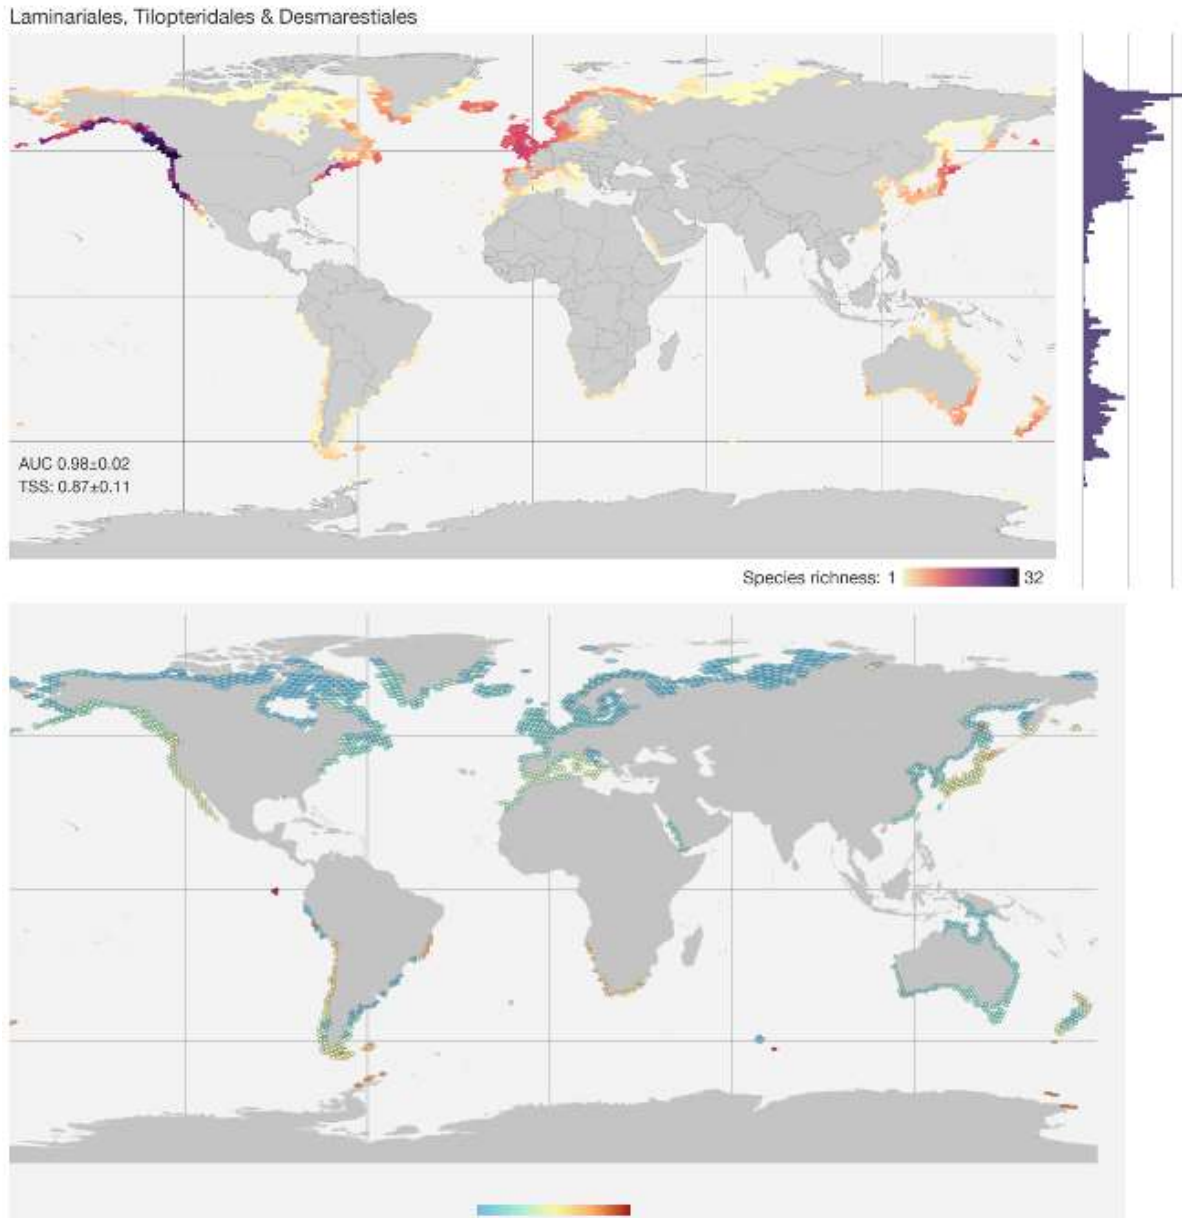 Laminariales, Tilopteridales & Desmarestiales
AUC 0.98±0.02
TSS: 0.87±0.11
Species richness: 1 32